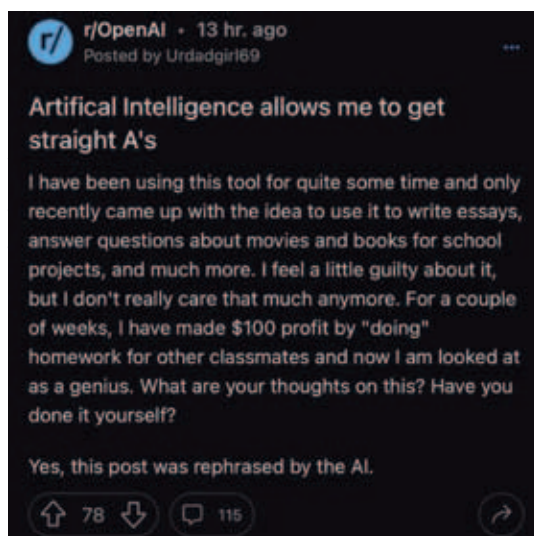 r/ r/OpenAI • 13 hr. ago
Posted by Urdadgirl69
Artifical Intelligence allows me to get
straight A's
I have been using this tool for quite some time and only
recently came up with the idea to use it to write essays,
answer questions about movies and books for school
projects, and much more. I feel a little guilty about it,
but I don't really care that much anymore. For a couple
of weeks, I have made $100 profit by "doing"
homework for other classmates and now I am looked at
as a genius. What are your thoughts on this? Have you
done it yourself?
Yes, this post was rephrased by the AI.
78 115